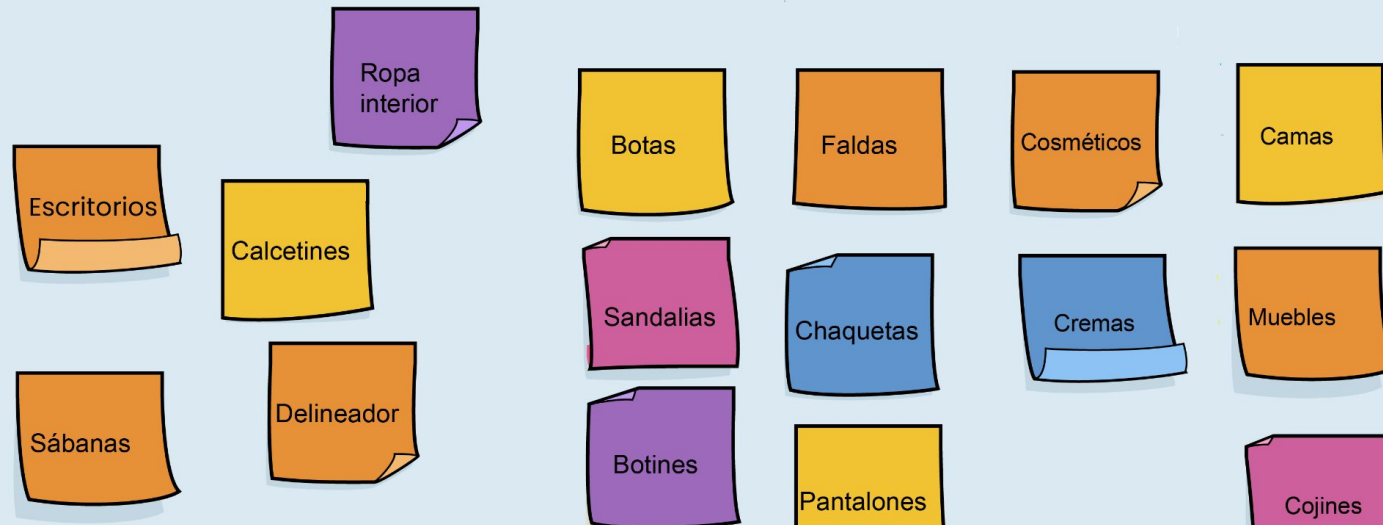 Ropa
interior
Escritorios
Calcetines
Sábanas
Delineador
Botas
Sandalias
Botines
Faldas
Chaquetas
Pantalones
Cosméticos
Cremas
Camas
Muebles
Cojines